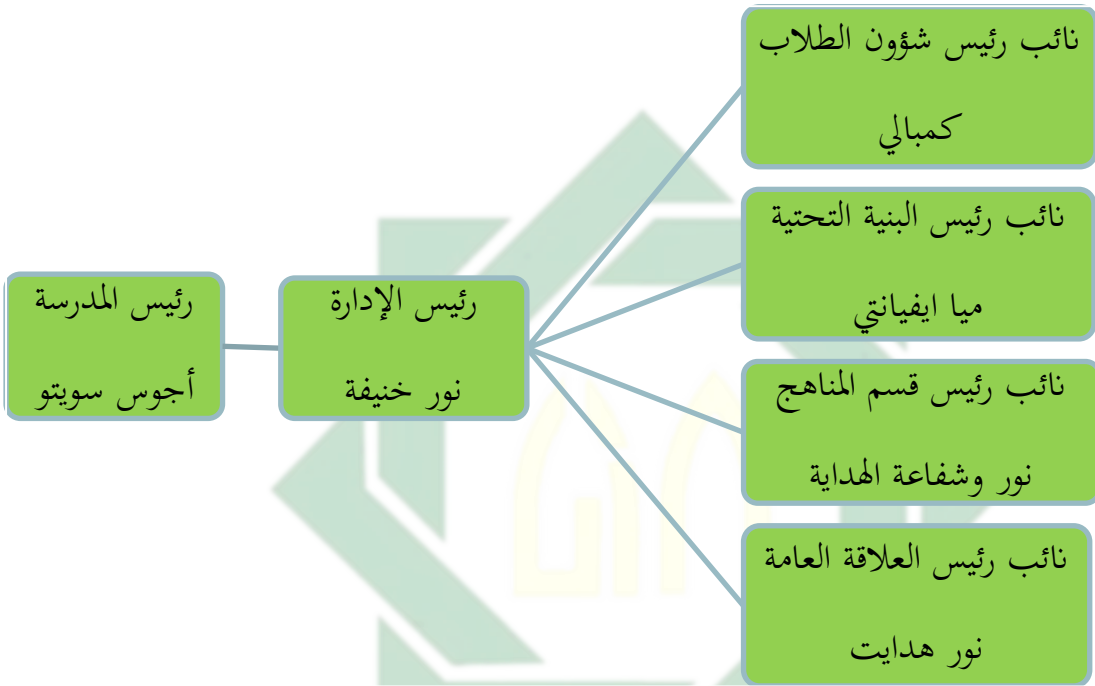 رئيس المدرسة
أجوس سويتو
رئيس الإدارة
نور خنيفة
نائب رئيس شؤون الطلاب
كمبالي
نائب رئيس البنية التحتية
ميا ايفيانتي
نائب رئيس قسم المناهج
نور وشفاعة الهداية
نائب رئيس العلاقة العامة
نور هدايت